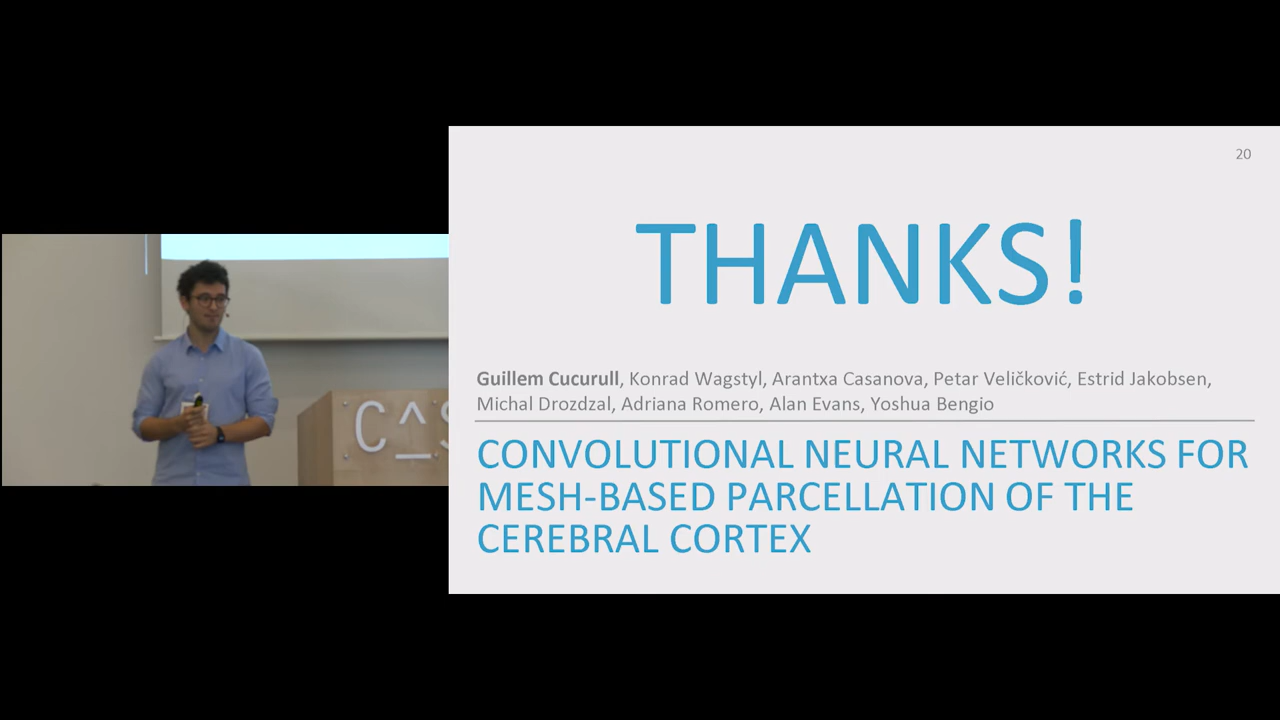 20
THANKS!
Guillem Cucurull, Konrad Wagstyl, Arantxa Casanova, Petar Veličković, Estrid Jakobsen,
Michal Drozdzal, Adriana Romero, Alan Evans, Yoshua Bengio
CONVOLUTIONAL NEURAL NETWORKS FOR
MESH-BASED PARCELLATION OF THE
CEREBRAL CORTEX
C^S